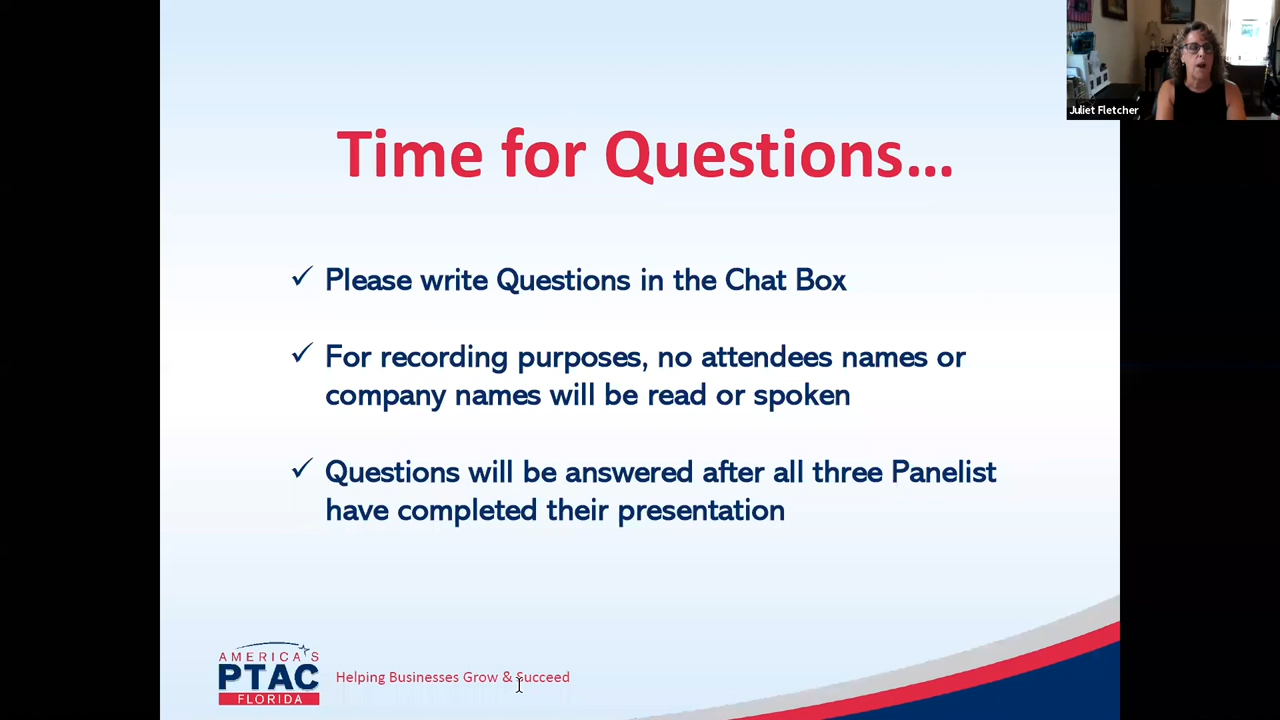 Juliet Fletcher
Time for Questions...
✓ Please write Questions in the Chat Box
✓ For recording purposes, no attendees names or
company names will be read or spoken
✓ Questions will be answered after all three Panelist
have completed their presentation
AMERICA'S
PTAC
FLORIDA
Helping Businesses Grow & Succeed